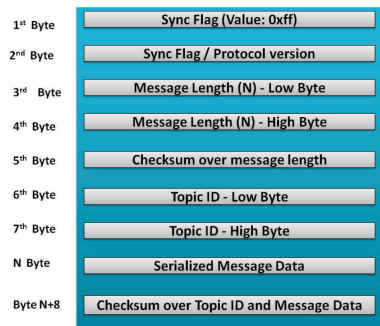 1st Byte Sync Flag (Value: 0xff)
2nd Byte Sync Flag / Protocol version
3rd Byte Message Length (N) - Low Byte
4th Byte Message Length (N) - High Byte
5th Byte Checksum over message length
6th Byte Topic ID - Low Byte
7th Byte Topic ID - High Byte
N Byte Serialized Message Data
Byte N+8 Checksum over Topic ID and Message Data